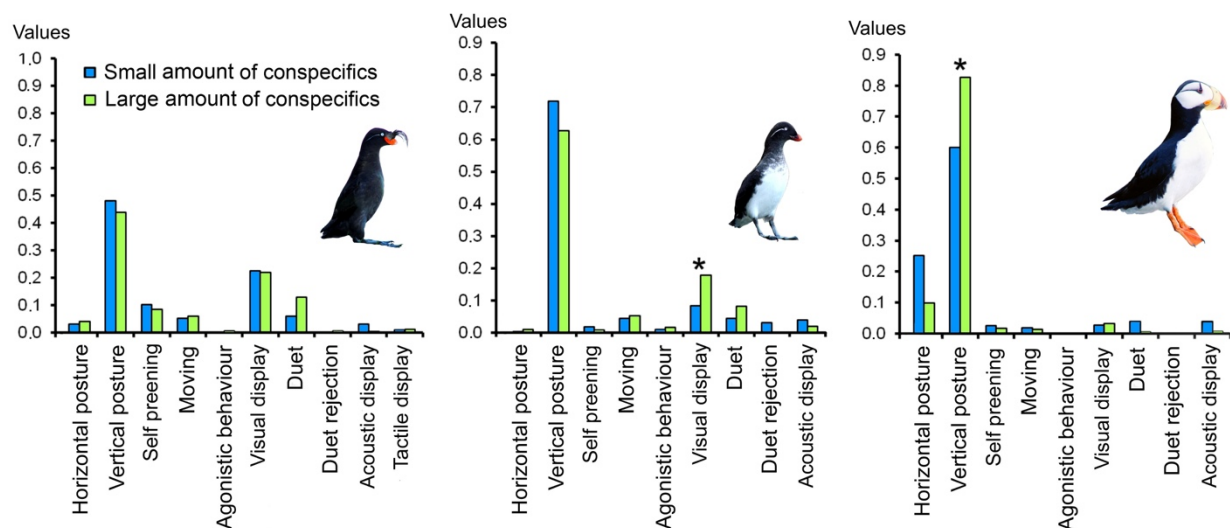 Values
1.0
0.9
0.8
0.7
0.6
0.5
0.4
0.3
0.2
0.1
0.0
Small amount of conspecifics
Large amount of conspecifics
Horizontal posture
Vertical posture
Self preening
Moving
Agonistic behaviour
Visual display
Duet
Duet rejection
Acoustic display
Tactile display
Values
0.9
0.8
0.7
0.6
0.5
0.4
0.3
0.2
0.1
0.0
*
Horizontal posture
Vertical posture
Self preening
Moving
Agonistic behaviour
Visual display
Duet
Duet rejection
Acoustic display
Values
0.9
0.8
0.7
0.6
0.5
0.4
0.3
0.2
0.1
0.0
*
Horizontal posture
Vertical posture
Self preening
Moving
Agonistic behaviour
Visual display
Duet
Duet rejection
Acoustic display